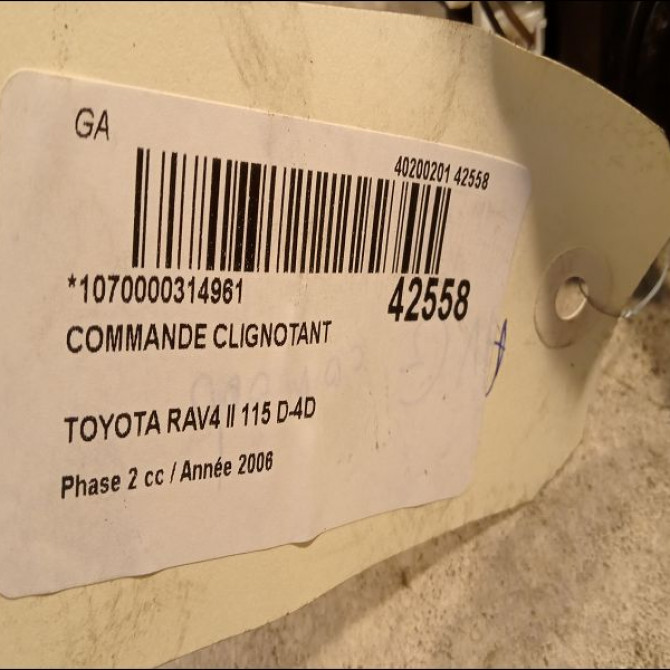 GA
40200201 42558
*1070000314961
42558
COMMANDE CLIGNOTANT
TOYOTA RAV4 II 115 D-4D
Phase 2 cc / Année 2006